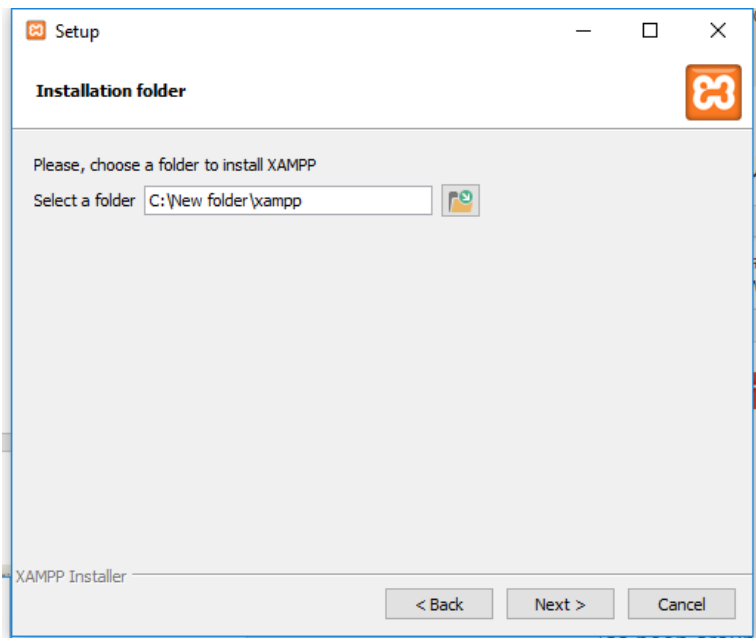 Setup
Installation folder
Please, choose a folder to install XAMPP
Select a folder C:\New folder\xampp
XAMPP Installer
< Back Next > Cancel